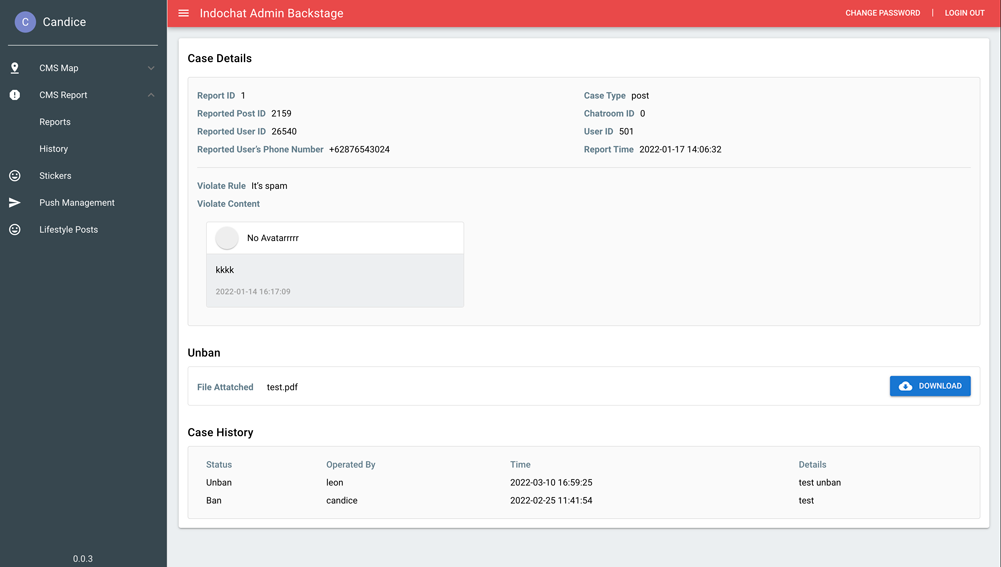 C Candice
Indochat Admin Backstage
CHANGE PASSWORD | LOGIN OUT
CMS Map
CMS Report
Reports
History
Stickers
Push Management
Lifestyle Posts
0.0.3
Case Details
Report ID 1
Case Type post
Reported Post ID 2159
Chatroom ID 0
Reported User ID 26540
User ID 501
Reported User's Phone Number +62876543024
Report Time 2022-01-17 14:06:32
Violate Rule It's spam
Violate Content
No Avatarrrrr
kkkk
2022-01-14 16:17:09
Unban
File Attatched test.pdf
DOWNLOAD
Case History
Status Operated By Time Details
Unban leon 2022-03-10 16:59:25 test unban
Ban candice 2022-02-25 11:41:54 test